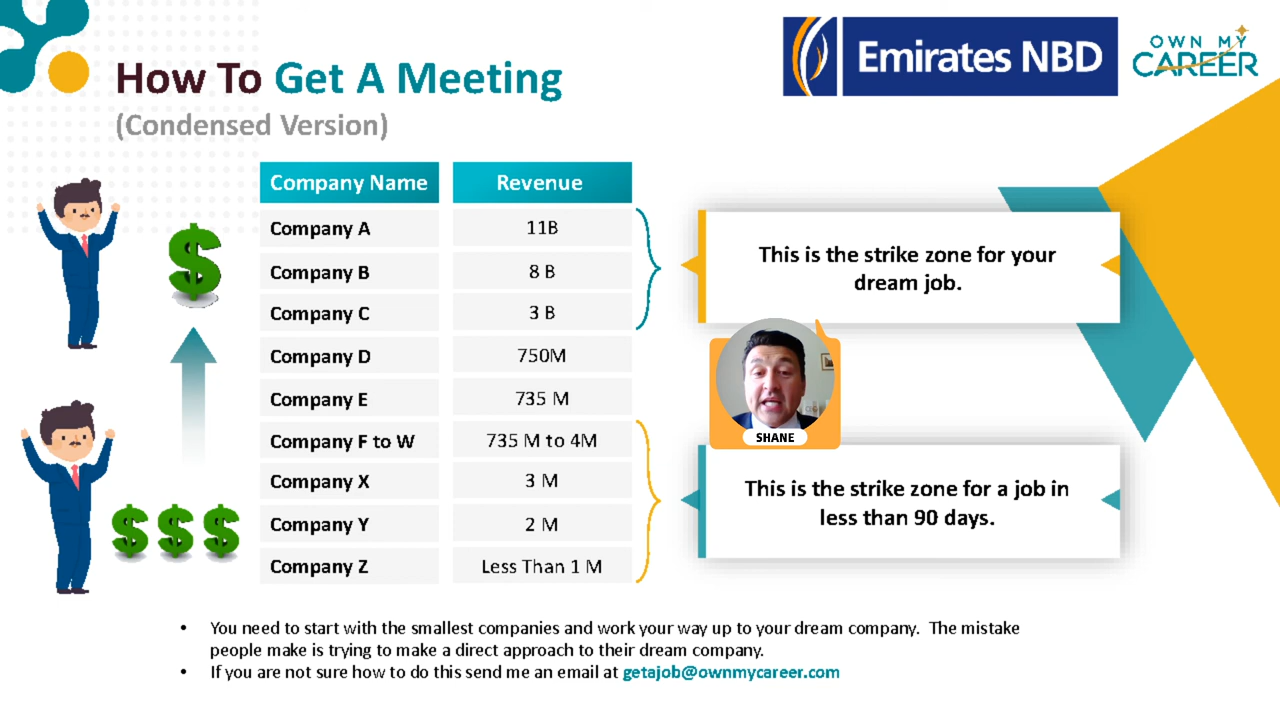 Emirates NBD
OWN MY
CAREER
How To Get A Meeting
(Condensed Version)
Company Name Revenue
Company A 11B
Company B 8 B
Company C 3 B
Company D 750M
Company E 735 M
Company F to W 735 M to 4M
Company X 3 M
Company Y 2 M
Company Z Less Than 1 M
This is the strike zone for your
dream job.
SHANE
This is the strike zone for a job in
less than 90 days.
• You need to start with the smallest companies and work your way up to your dream company. The mistake
people make is trying to make a direct approach to their dream company.
• If you are not sure how to do this send me an email at getajob@ownmycareer.com